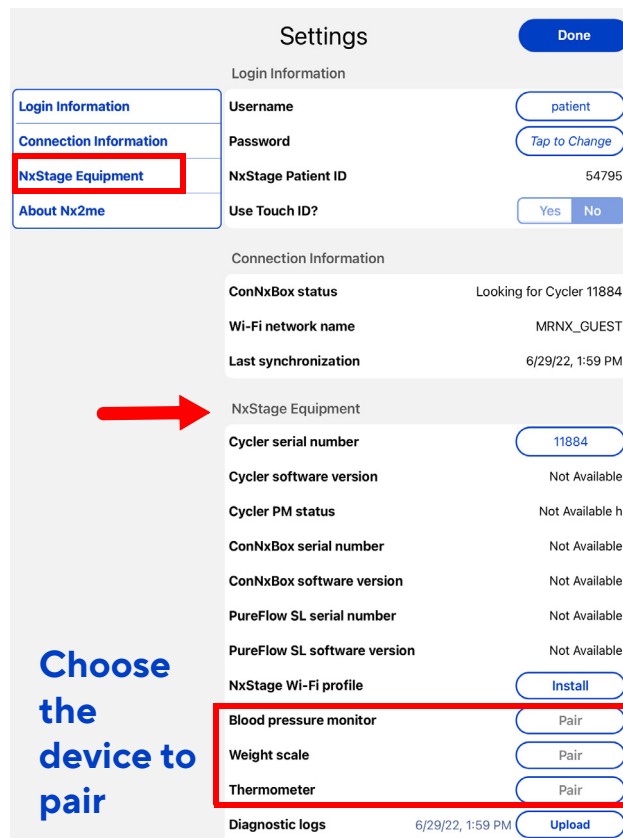 Settings
Done
Login Information
Connection Information
NxStage Equipment
About Nx2me
Login Information
Username patient
Password Tap to Change
NxStage Patient ID 54795
Use Touch ID? Yes No
Connection Information
ConNxBox status Looking for Cycler 11884
Wi-Fi network name MRNX_GUEST
Last synchronization 6/29/22, 1:59 PM
NxStage Equipment
Cycler serial number 11884
Cycler software version Not Available
Cycler PM status Not Available h
ConNxBox serial number Not Available
ConNxBox software version Not Available
PureFlow SL serial number Not Available
PureFlow SL software version Not Available
NxStage Wi-Fi profile Install
Blood pressure monitor Pair
Weight scale Pair
Thermometer Pair
Diagnostic logs 6/29/22, 1:59 PM Upload
Choose
the
device to
pair